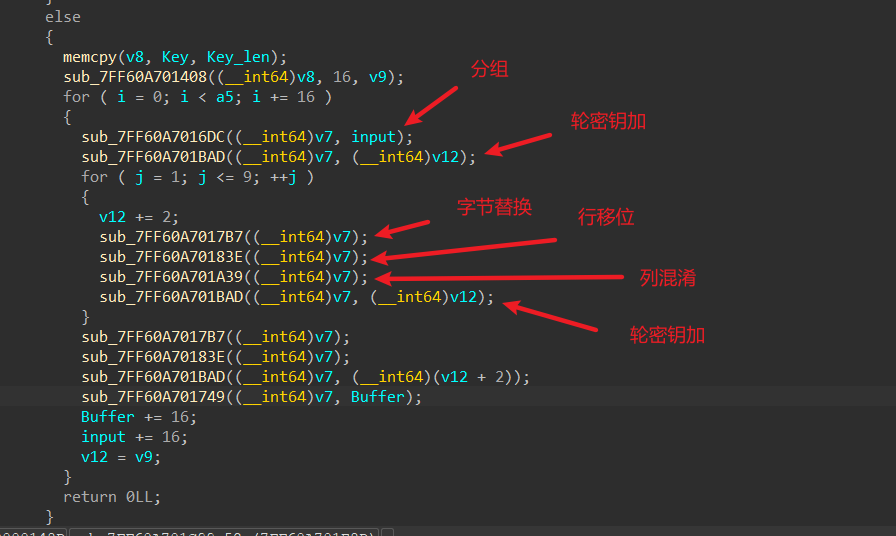 else
{
memcpy(v8, Key, Key_len);
sub_7FF60A701408((__int64)v8, 16, v9);
for ( i = 0; i < a5; i += 16 )
{
sub_7FF60A7016DC((__int64)v7, input);
sub_7FF60A701BAD((__int64)v7, (__int64)v12);
for ( j = 1; j <= 9; ++j )
{
v12 += 2;
sub_7FF60A7017B7((__int64)v7);
sub_7FF60A70183E((__int64)v7);
sub_7FF60A701A39((__int64)v7);
sub_7FF60A701BAD((__int64)v7, (__int64)v12);
}
sub_7FF60A7017B7((__int64)v7);
sub_7FF60A70183E((__int64)v7);
sub_7FF60A701BAD((__int64)v7, (__int64)(v12 + 2));
sub_7FF60A701749((__int64)v7, Buffer);
Buffer += 16;
input += 16;
v12 = v9;
}
return 0LL;
}
分组
轮密钥加
字节替换
行移位
列混淆
轮密钥加